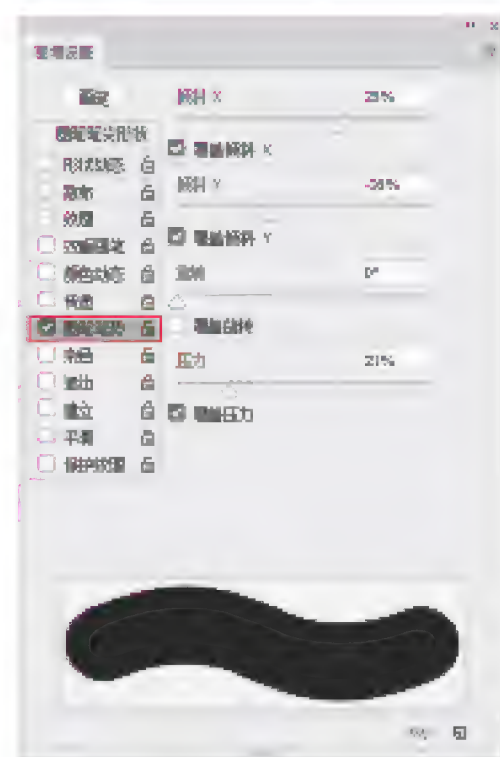 画笔设置
画笔
倾斜 X 25%
画笔笔尖形状
覆盖倾斜 X
形状动态
散布
倾斜 Y -36%
纹理
双重画笔
覆盖倾斜 Y
颜色动态
旋转 0°
传递
画笔笔势
覆盖旋转
杂色
压力 21%
湿边
建立
覆盖压力
平滑
保护纹理